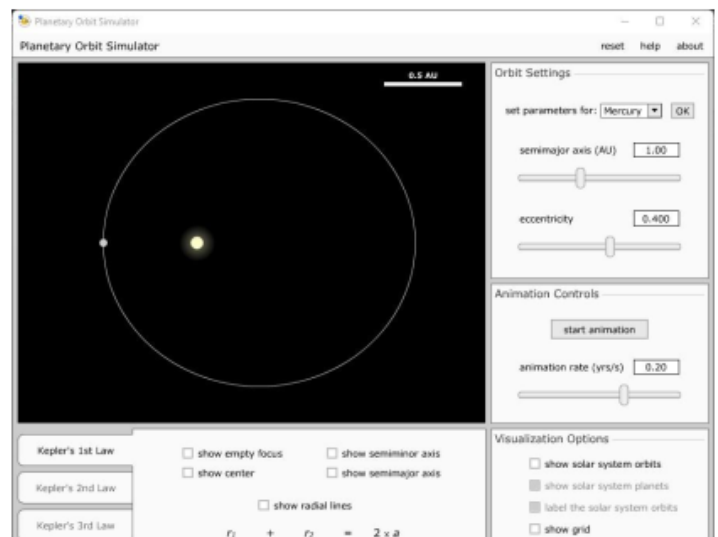 Planetary Orbit Simulator
Planetary Orbit Simulator reset help about
0.5 AU
Orbit Settings
set parameters for: Mercury OK
semimajor axis (AU) 1.00
eccentricity 0.400
Animation Controls
start animation
animation rate (yrs/s) 0.20
Kepler's 1st Law
Kepler's 2nd Law
Kepler's 3rd Law
show empty focus show semiminor axis
show center show semimajor axis
show radial lines
r₁ + r₂ = 2 x a
Visualization Options
show solar system orbits
show solar system planets
label the solar system orbits
show grid